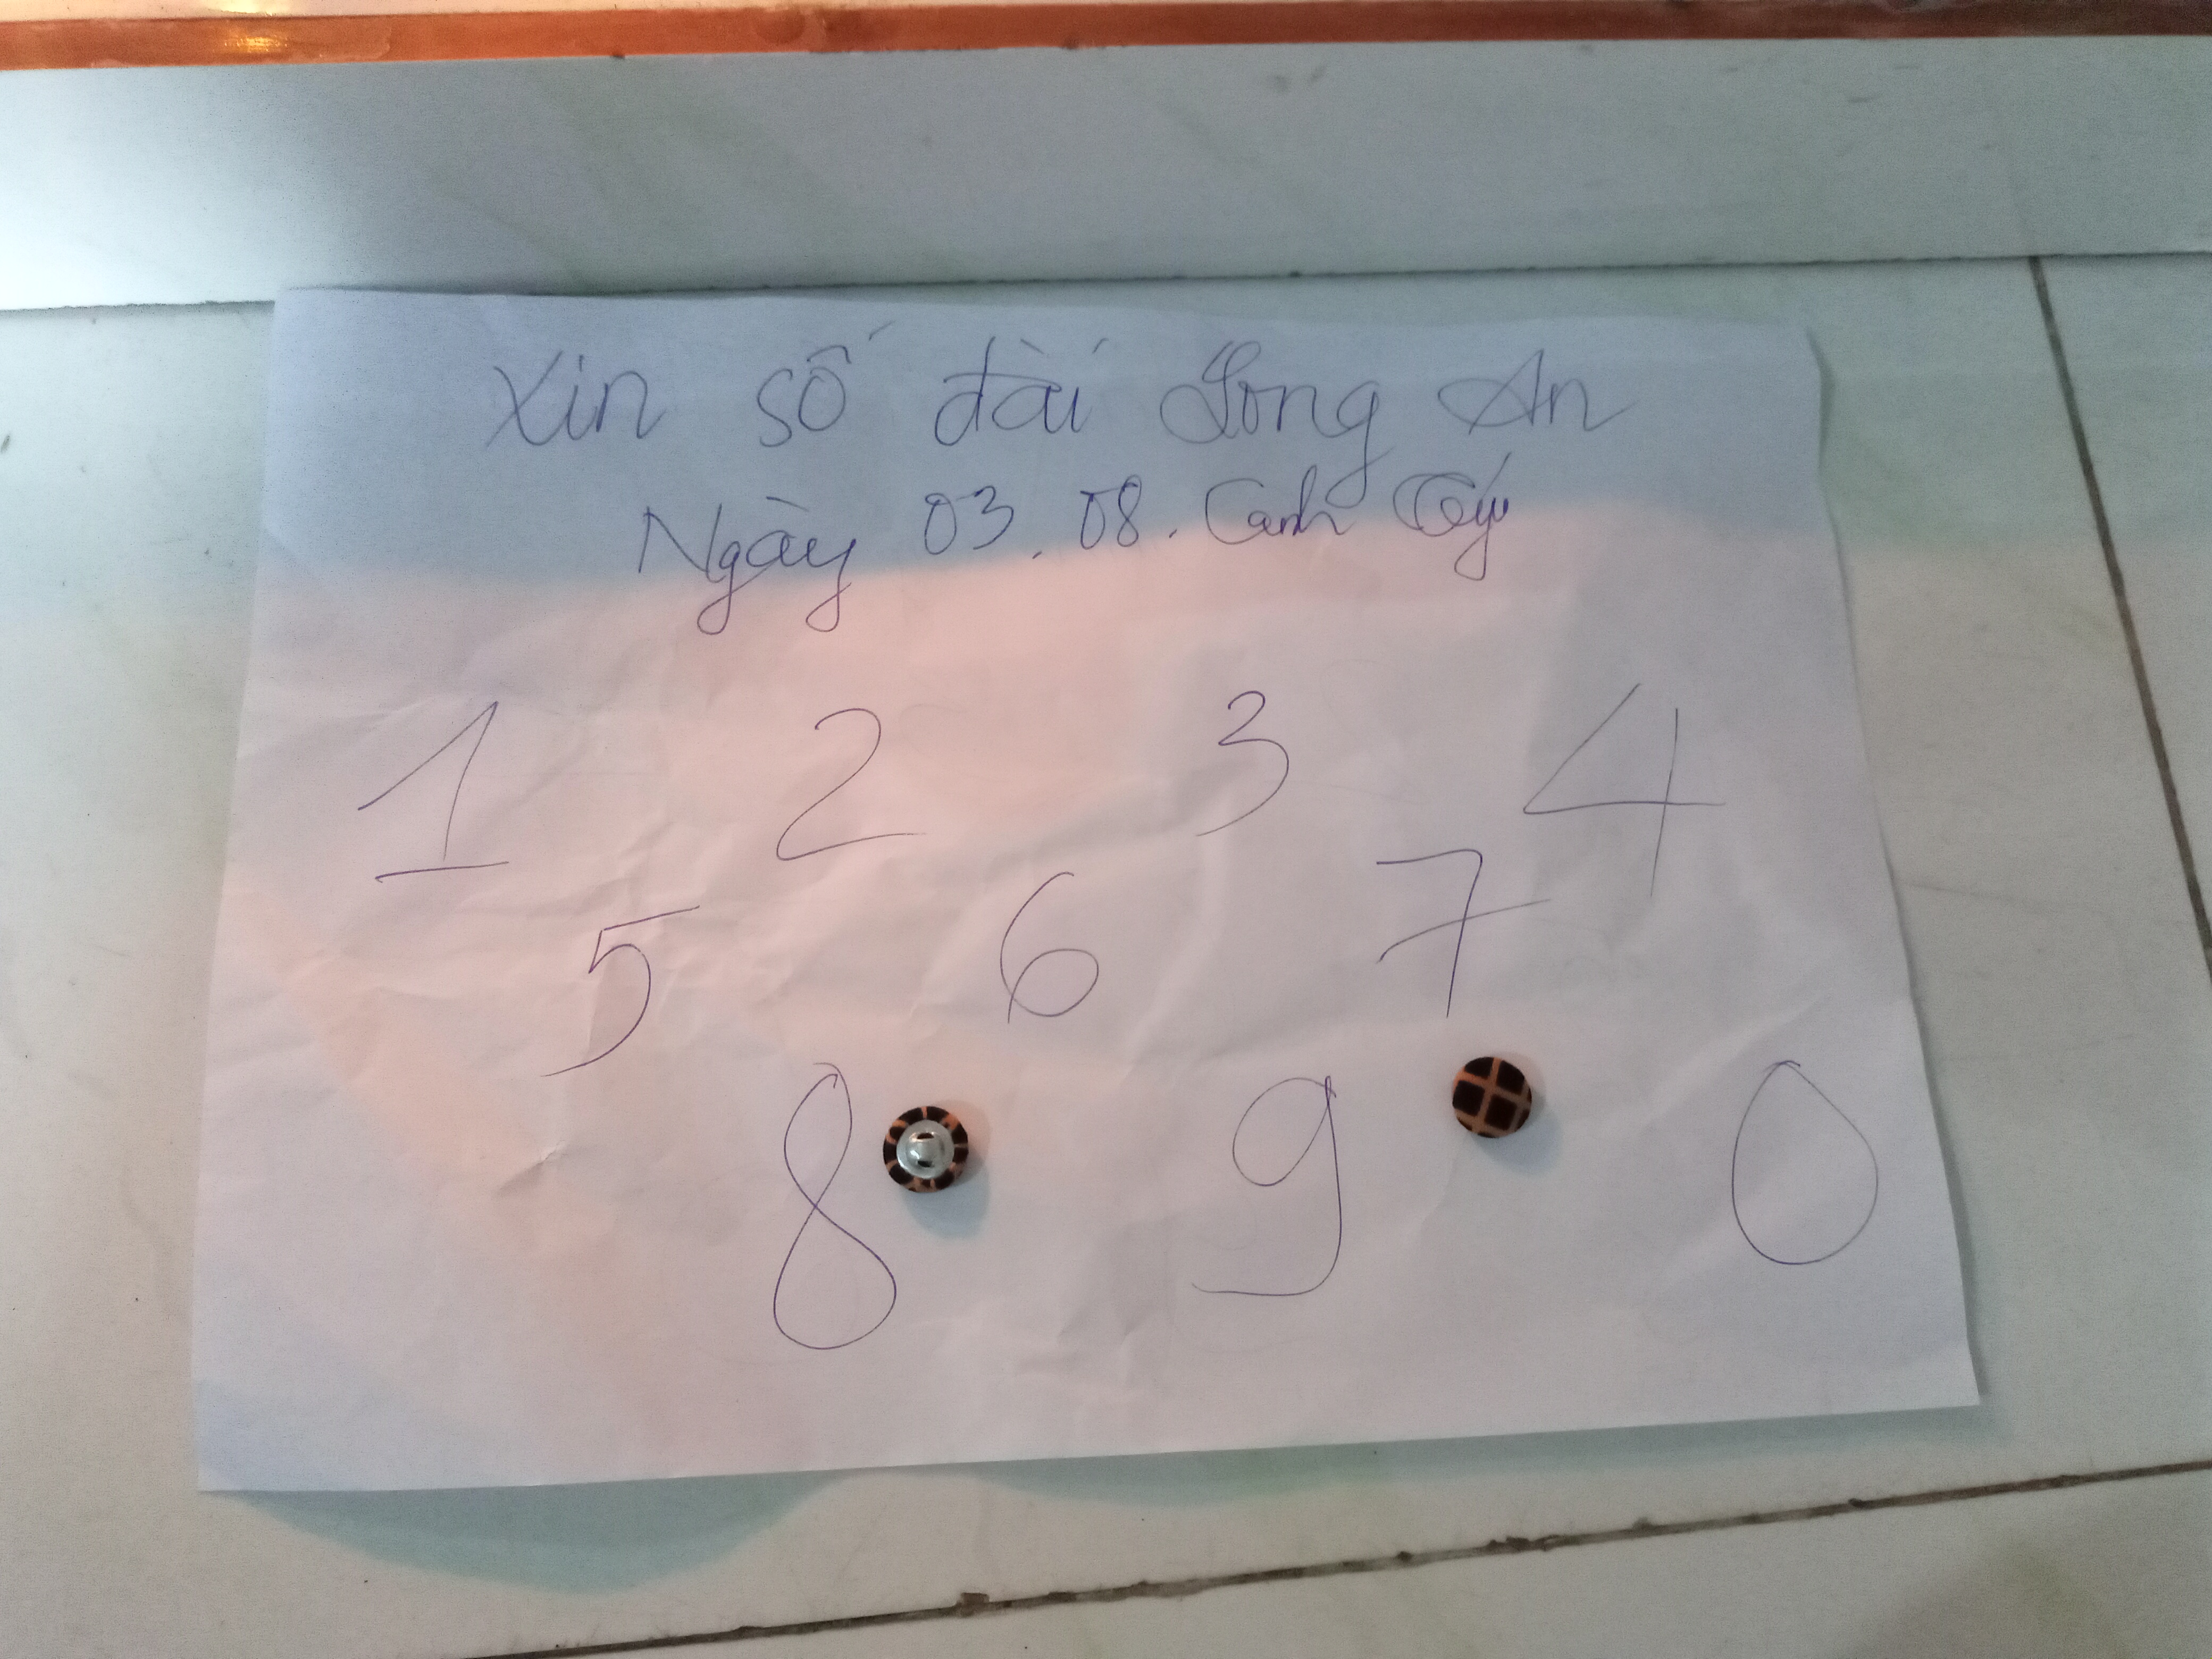 Xin số đài Long An
Ngày 03.08. Canh Tý
1 2 3 4
5 6 7
8 9 0